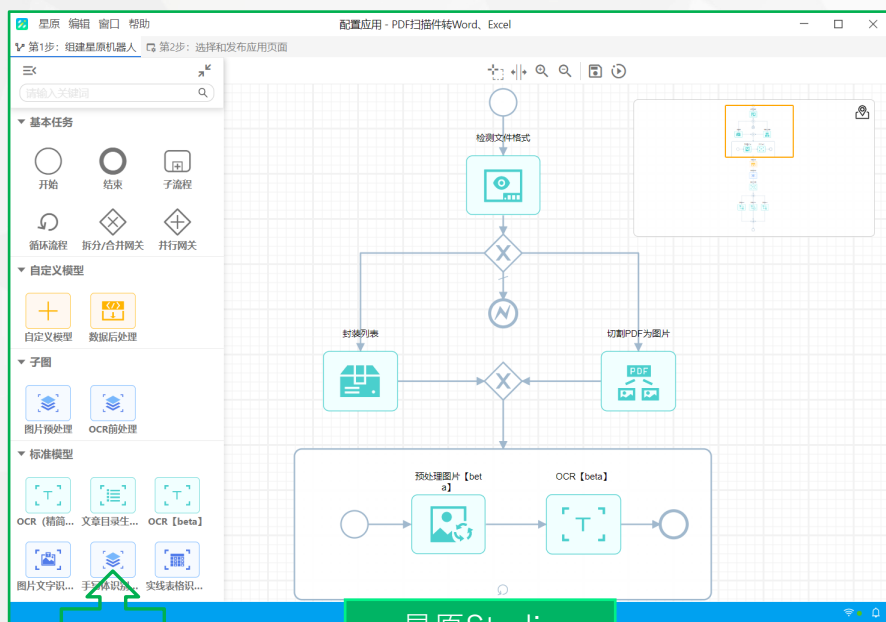 星原 编辑 窗口 帮助
配置应用 - PDF扫描件转Word、Excel
第1步：组建星原机器人 第2步：选择和发布应用页面
请输入关键词
基本任务
开始 结束 子流程
循环流程 拆分/合并网关 并行网关
自定义模型
自定义模型 数据后处理
子图
图片预处理 OCR前处理
标准模型
OCR（精简... 文章目录生... OCR【beta】
图片文字识... 手写体识别... 实线表格识...
检测文件格式
封装列表
切割PDF为图片
PDF
预处理图片【bet
a】
OCR【beta】